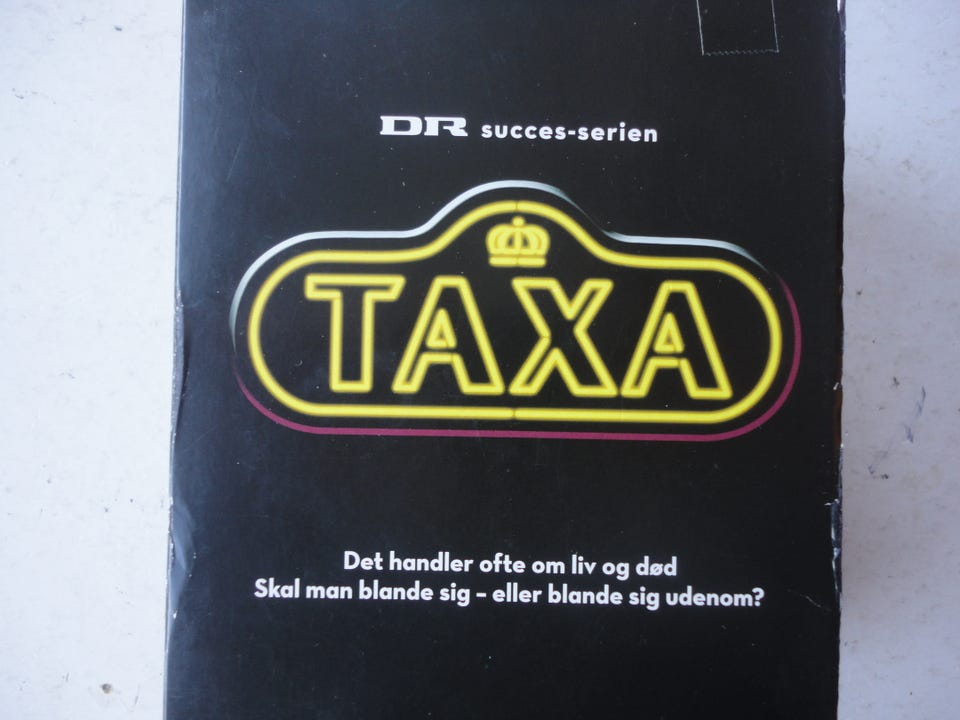 DR succes-serien
TAXA
Det handler ofte om liv og død
Skal man blande sig – eller blande sig udenom?